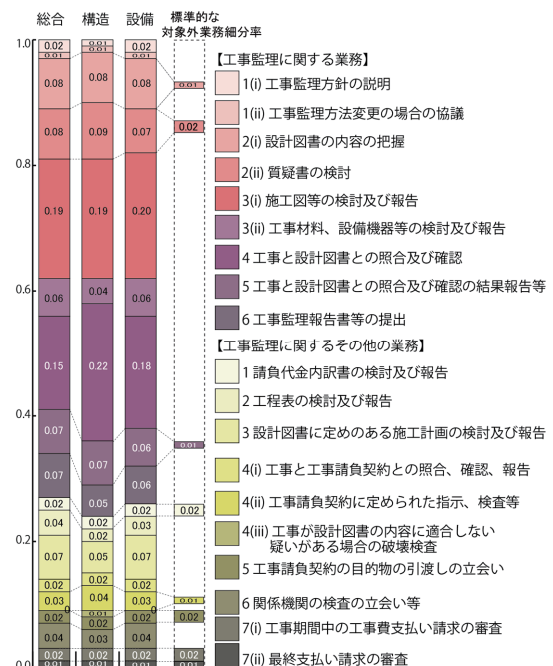 総合 構造 設備 標準的な
対象外業務細分率
1.0
0.8
0.6
0.4
0.2
0.0
0.02
0.01
0.08
0.08
0.19
0.06
0.15
0.07
0.07
0.02
0.04
0.07
0.02
0.03
0
0.02
0.04
0.02
0.01
0.01
0.01
0.08
0.09
0.19
0.04
0.22
0.07
0.05
0.02
0.02
0.05
0.02
0.04
0.01
0.02
0.03
0.02
0.01
0.02
0.01
0.08
0.07
0.20
0.06
0.18
0.06
0.06
0.02
0.03
0.07
0.02
0.03
0
0.02
0.04
0.02
0.01
0.01
0.02
0.01
0.02
0.01
0.02
0.02
0.01
【工事監理に関する業務】
1(i) 工事監理方針の説明
1(ii) 工事監理方法変更の場合の協議
2(i) 設計図書の内容の把握
2(ii) 質疑書の検討
3(i) 施工図等の検討及び報告
3(ii) 工事材料、設備機器等の検討及び報告
4 工事と設計図書との照合及び確認
5 工事と設計図書との照合及び確認の結果報告等
6 工事監理報告書等の提出
【工事監理に関するその他の業務】
1 請負代金内訳書の検討及び報告
2 工程表の検討及び報告
3 設計図書に定めのある施工計画の検討及び報告
4(i) 工事と工事請負契約との照合、確認、報告
4(ii) 工事請負契約に定められた指示、検査等
4(iii) 工事が設計図書の内容に適合しない
疑いがある場合の破壊検査
5 工事請負契約の目的物の引渡しの立会い
6 関係機関の検査の立会い等
7(i) 工事期間中の工事費支払い請求の審査
7(ii) 最終支払い請求の審査